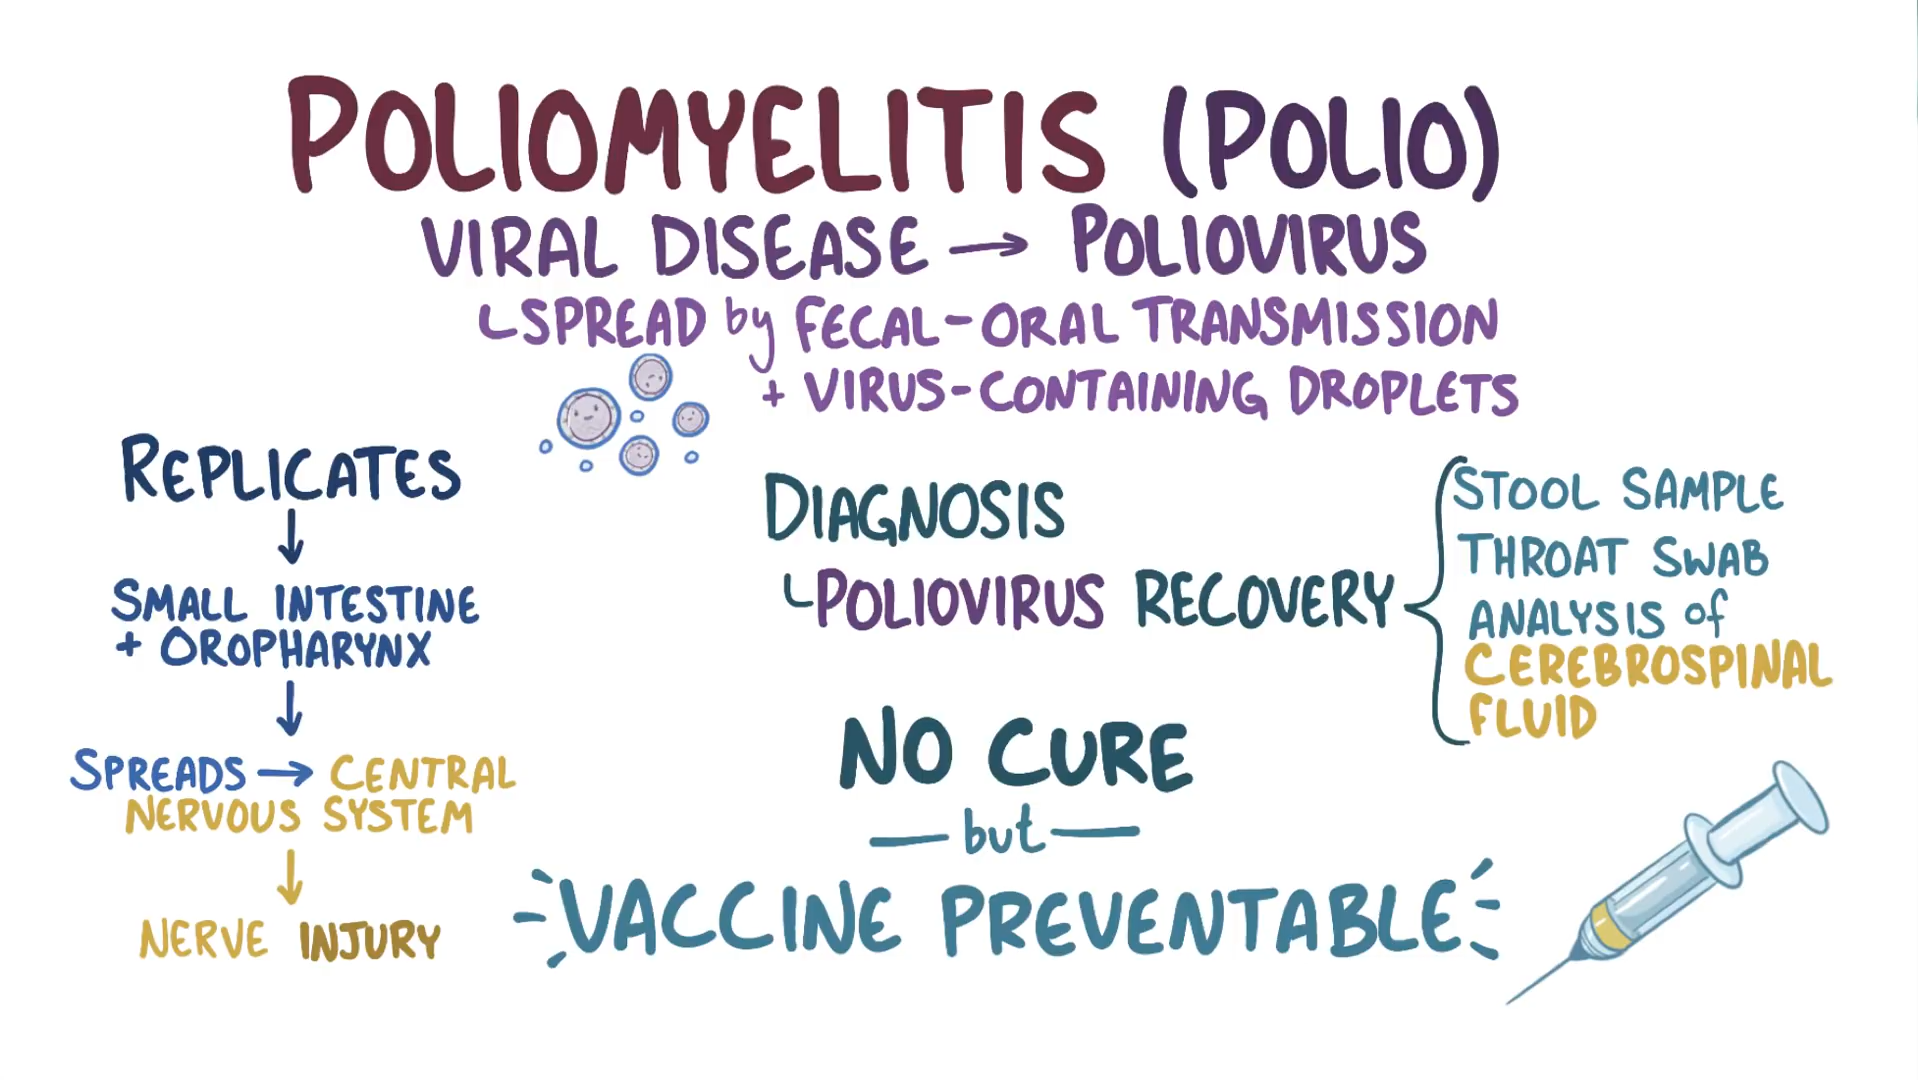 POLIOMYELITIS (POLIO)
VIRAL DISEASE → POLIOVIRUS
SPREAD by FECAL-ORAL TRANSMISSION
+ VIRUS-CONTAINING DROPLETS
REPLICATES
↓
SMALL INTESTINE
+ OROPHARYNX
↓
SPREADS → CENTRAL
NERVOUS SYSTEM
↓
NERVE INJURY
DIAGNOSIS
POLIOVIRUS RECOVERY
STOOL SAMPLE
THROAT SWAB
ANALYSIS of
CEREBROSPINAL
FLUID
NO CURE
but
VACCINE PREVENTABLE